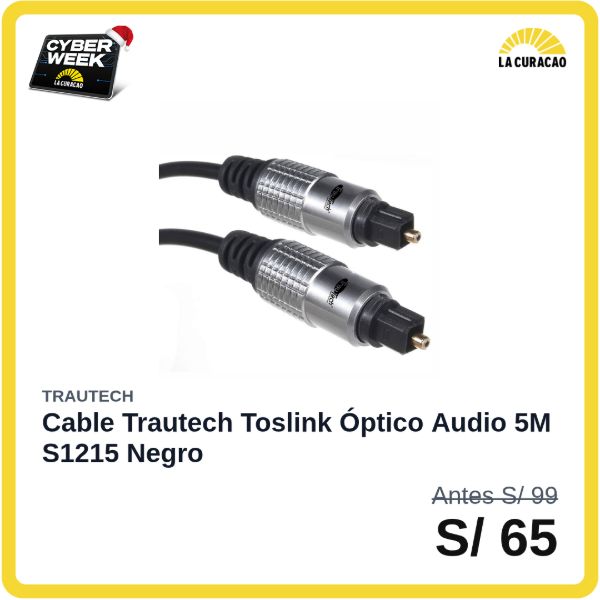 CYBER
WEEK
LA CURACAO
LA CURACAO
TRAUTECH
Cable Trautech Toslink Óptico Audio 5M
S1215 Negro
Antes S/ 99
S/ 65